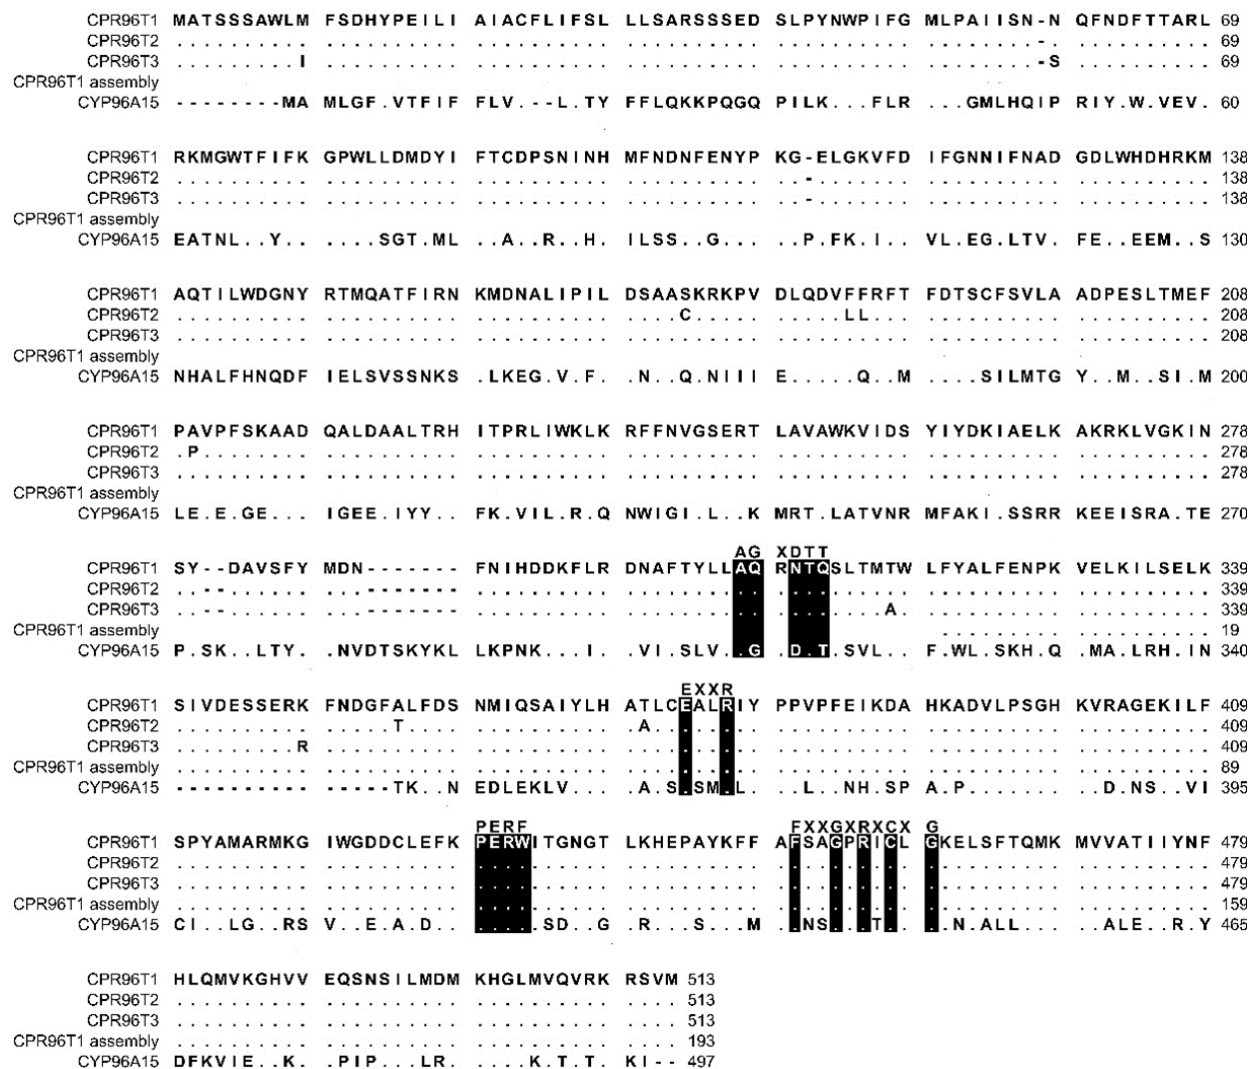 CPR96T1 MATSSSAWLM FSDHYPEILI AIACFLIFSL LLSARSSSED SLPYNWPIFG MLPAIISN-N QFNDFTTARL 69
CPR96T2 .......... .......... .......... .......... .......... ........-. .......... 69
CPR96T3 .........I .......... .......... .......... .......... ........-S .......... 69
CPR96T1 assembly
CYP96A15 --------MA MLGF.VTFIF FLV.--L.TY FFLQKKPQGQ PILK...FLR ...GMLHQIP RIY.W.VEV. 60
CPR96T1 RKMGWTFIFK GPWLLDMDYI FTCDPSNINH MFNDNFENYP KG-ELGKVFD IFGNNIFNAD GDLWHDHRKM 138
CPR96T2 .......... .......... .......... .......... ..-....... .......... .......... 138
CPR96T3 .......... .......... .......... .......... ..-....... .......... .......... 138
CPR96T1 assembly
CYP96A15 EATNL..Y.. ....SGT.ML ..A..R..H. ILSS..G... ..P.FK.I.. VL.EG.LTV. FE..EEM..S 130
CPR96T1 AQTILWDGNY RTMQATFIRN KMDNALIPIL DSAASKRKPV DLQDVFFRFT FDTSCFSVLA ADPESLTMEF 208
CPR96T2 .......... .......... .......... .....C.... .....LL... .......... .......... 208
CPR96T3 .......... .......... .......... .......... .......... .......... .......... 208
CPR96T1 assembly
CYP96A15 NHALFHNQDF IELSVSSNKS .LKEG.V.F. .N..Q.NIII E.....Q..M ....SILMTG Y..M..SI.M 200
CPR96T1 PAVPFSKAAD QALDAALTRH ITPRLIWKLK RFFNVGSERT LAVAWKVIDS YIYDKIAELK AKRKLVGKIN 278
CPR96T2 .P........ .......... .......... .......... .......... .......... .......... 278
CPR96T3 .......... .......... .......... .......... .......... .......... .......... 278
CPR96T1 assembly
CYP96A15 LE.E.GE... IGEE.IYY.. FK.VIL.R.Q NWIGI.L..K MRT.LATVNR MFAKI.SSRR KEEISRA.TE 270
AG XDTT
CPR96T1 SY--DAVSFY MDN------- FNIHDDKFLR DNAFTYLLAQ RNTQSLTMTW LFYALFENPK VELKILSELK 339
CPR96T2 ..--...... ...------- .......... .......... .......... .......... .......... 339
CPR96T3 ..--...... ...------- .......... .......... ........A. .......... .......... 339
CPR96T1 assembly .......... .......... 19
CYP96A15 P.SK..LTY. .NVDTSKYKL LKPNK...I. .VI.SLV..G .D.T.SVL.. F.WL.SKH.Q .MA.LRH.IN 340
EXXR
CPR96T1 SIVDESSERK FNDGFALFDS NMIQSAIYLH ATLCEALRIY PPVPFEIKDA HKADVLPSGH KVRAGEKILF 409
CPR96T2 .......... ......T... .......... ..A....... .......... .......... .......... 409
CPR96T3 .........R .......... .......... .......... .......... .......... .......... 409
CPR96T1 assembly .......... .......... .......... .......... .......... .......... .......... 89
CYP96A15 ---------- ------TK..N EDLEKLV... .A.S.SM.L. ..L..NH.SP A.P....... ...D.NS..VI 395
PERF FXXGXRXCX G
CPR96T1 SPYAMARMKG IWGDDCLEFK PERWITGNGT LKHEPAYKFF AFSAGPRICL GKELSFTQMK MVVATIIYNF 479
CPR96T2 .......... .......... .......... .......... .......... .......... .......... 479
CPR96T3 .......... .......... .......... .......... .......... .......... .......... 479
CPR96T1 assembly .......... .......... .......... .......... .......... .......... .......... 159
CYP96A15 CI..LG..RS V..E.A.D.. .....SD..G .R...S...M ..NS..T... ..N.ALL... ..ALE..R.Y 465
CPR96T1 HLQMVKGHVV EQSNSILMDM KHGLMVQVRK RSVM 513
CPR96T2 .......... .......... .......... .... 513
CPR96T3 .......... .......... .......... .... 513
CPR96T1 assembly .......... .......... .......... .... 193
CYP96A15 DFKVIE..K. .PIP...LR. ....K.T.T. KI-- 497